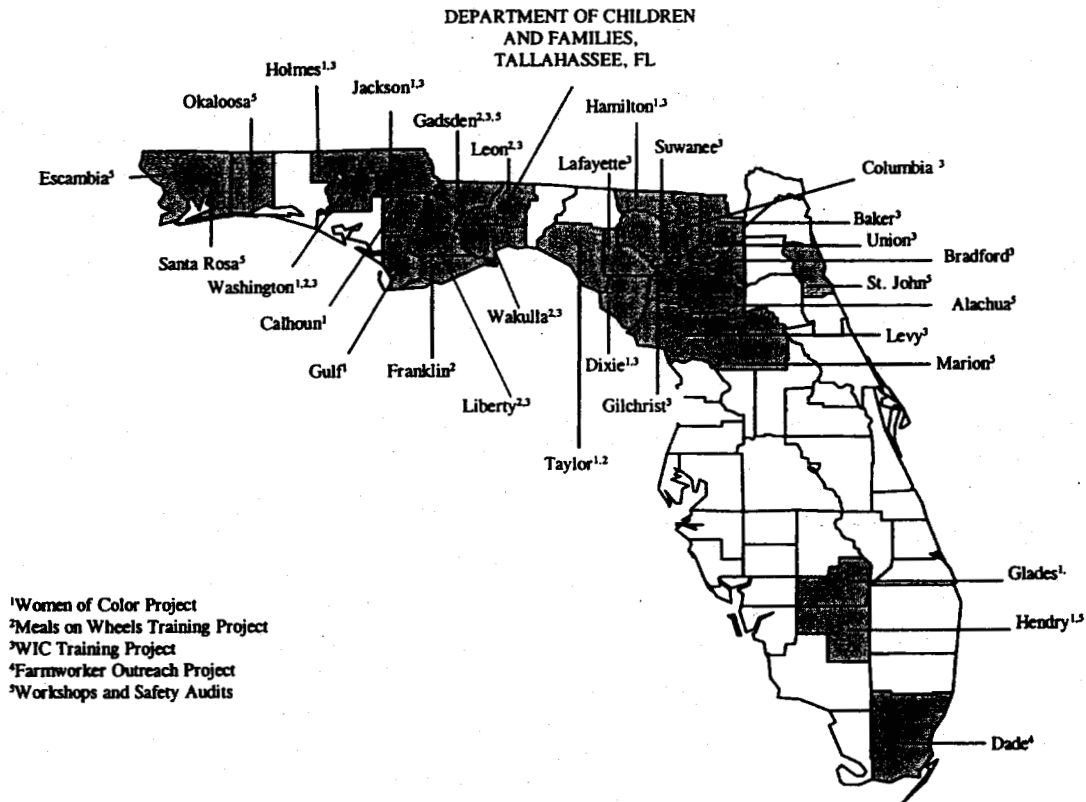 DEPARTMENT OF CHILDREN
AND FAMILIES,
TALLAHASSEE, FL
Holmes¹,³
Jackson¹,³
Okaloosa⁵
Gadsden²,³,⁵
Hamilton¹,³
Leon²,³
Lafayette³
Suwanee³
Columbia ³
Escambia⁵
Baker³
Union³
Bradford³
Santa Rosa⁵
St. John⁵
Washington¹,²,³
Alachua⁵
Wakulla²,³
Calhoun¹
Levy³
Gulf¹
Franklin²
Dixie¹,³
Marion⁵
Liberty²,³
Gilchrist³
Taylor¹,²
Glades¹,
Hendry¹,⁵
Dade⁴
¹Women of Color Project
²Meals on Wheels Training Project
³WIC Training Project
⁴Farmworker Outreach Project
⁵Workshops and Safety Audits